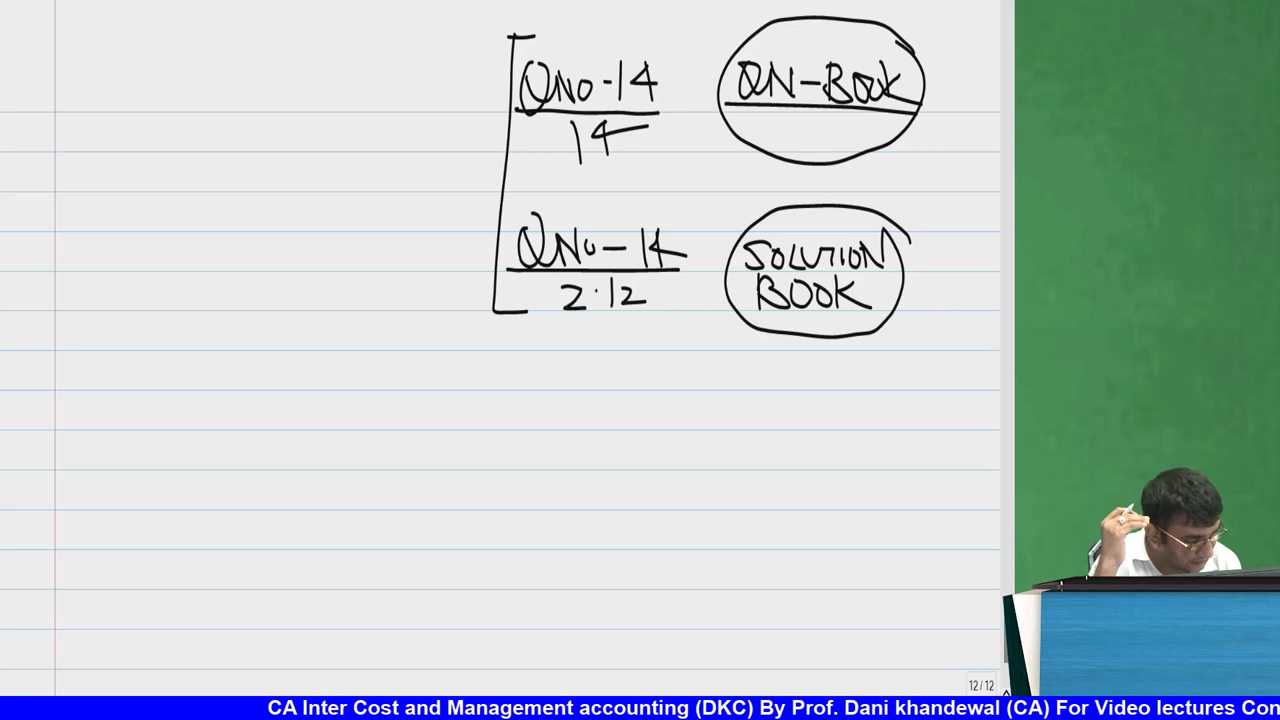 QNo-14 QN-BOOK
14
QNo-14 SOLUTION
2.12 BOOK
12/12
CA Inter Cost and Management accounting (DKC) By Prof. Dani khandewal (CA) For Video lectures Con